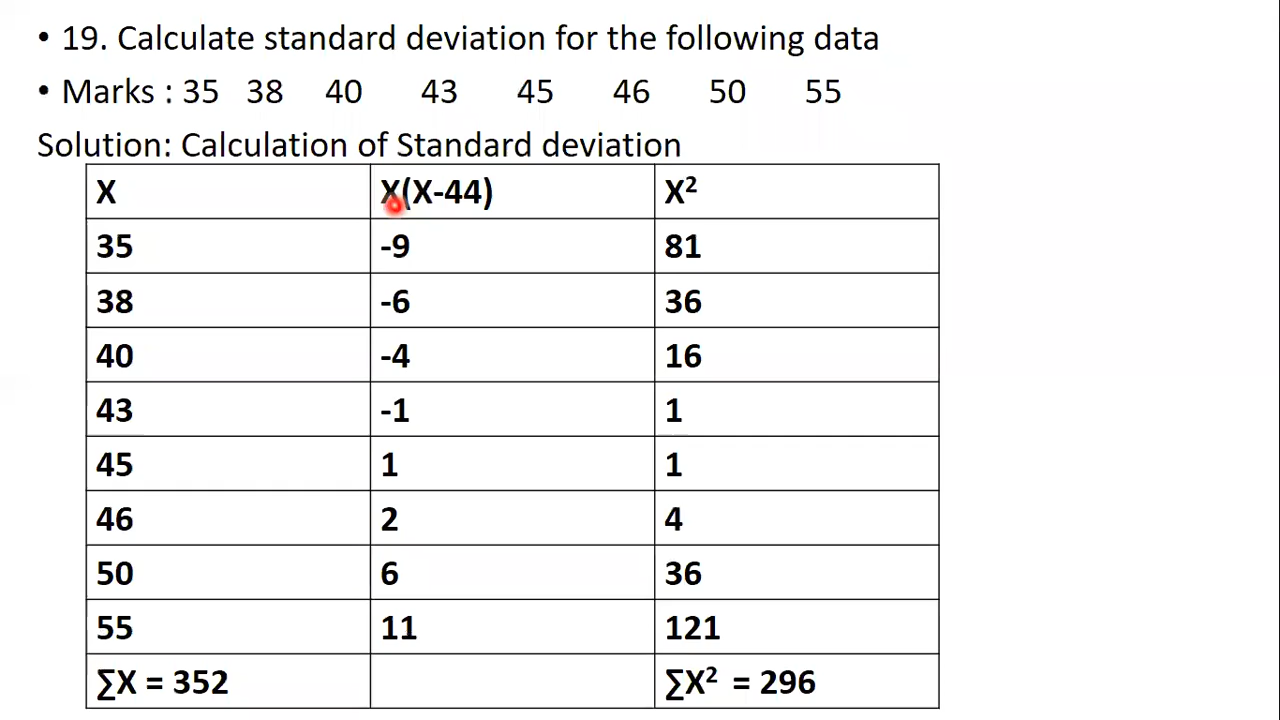 • 19. Calculate standard deviation for the following data
• Marks : 35 38 40 43 45 46 50 55
Solution: Calculation of Standard deviation
X X(X-44) X²
35 -9 81
38 -6 36
40 -4 16
43 -1 1
45 1 1
46 2 4
50 6 36
55 11 121
∑X = 352 ∑X² = 296